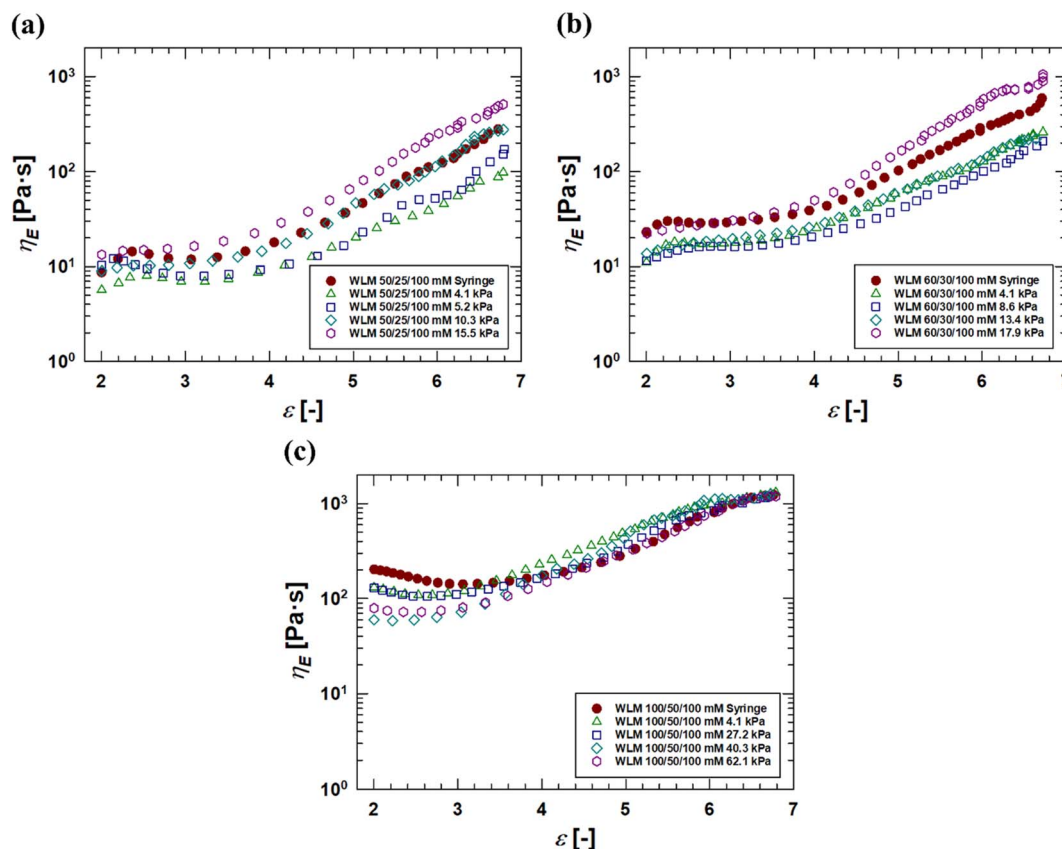 (a)
10³
10²
10¹
10⁰
η_E [Pa·s]
WLM 50/25/100 mM Syringe
WLM 50/25/100 mM 4.1 kPa
WLM 50/25/100 mM 5.2 kPa
WLM 50/25/100 mM 10.3 kPa
WLM 50/25/100 mM 15.5 kPa
2 3 4 5 6 7
ε [-]
(b)
10³
10²
10¹
10⁰
η_E [Pa·s]
WLM 60/30/100 mM Syringe
WLM 60/30/100 mM 4.1 kPa
WLM 60/30/100 mM 8.6 kPa
WLM 60/30/100 mM 13.4 kPa
WLM 60/30/100 mM 17.9 kPa
2 3 4 5 6 7
ε [-]
(c)
10³
10²
10¹
10⁰
η_E [Pa·s]
WLM 100/50/100 mM Syringe
WLM 100/50/100 mM 4.1 kPa
WLM 100/50/100 mM 27.2 kPa
WLM 100/50/100 mM 40.3 kPa
WLM 100/50/100 mM 62.1 kPa
2 3 4 5 6 7
ε [-]